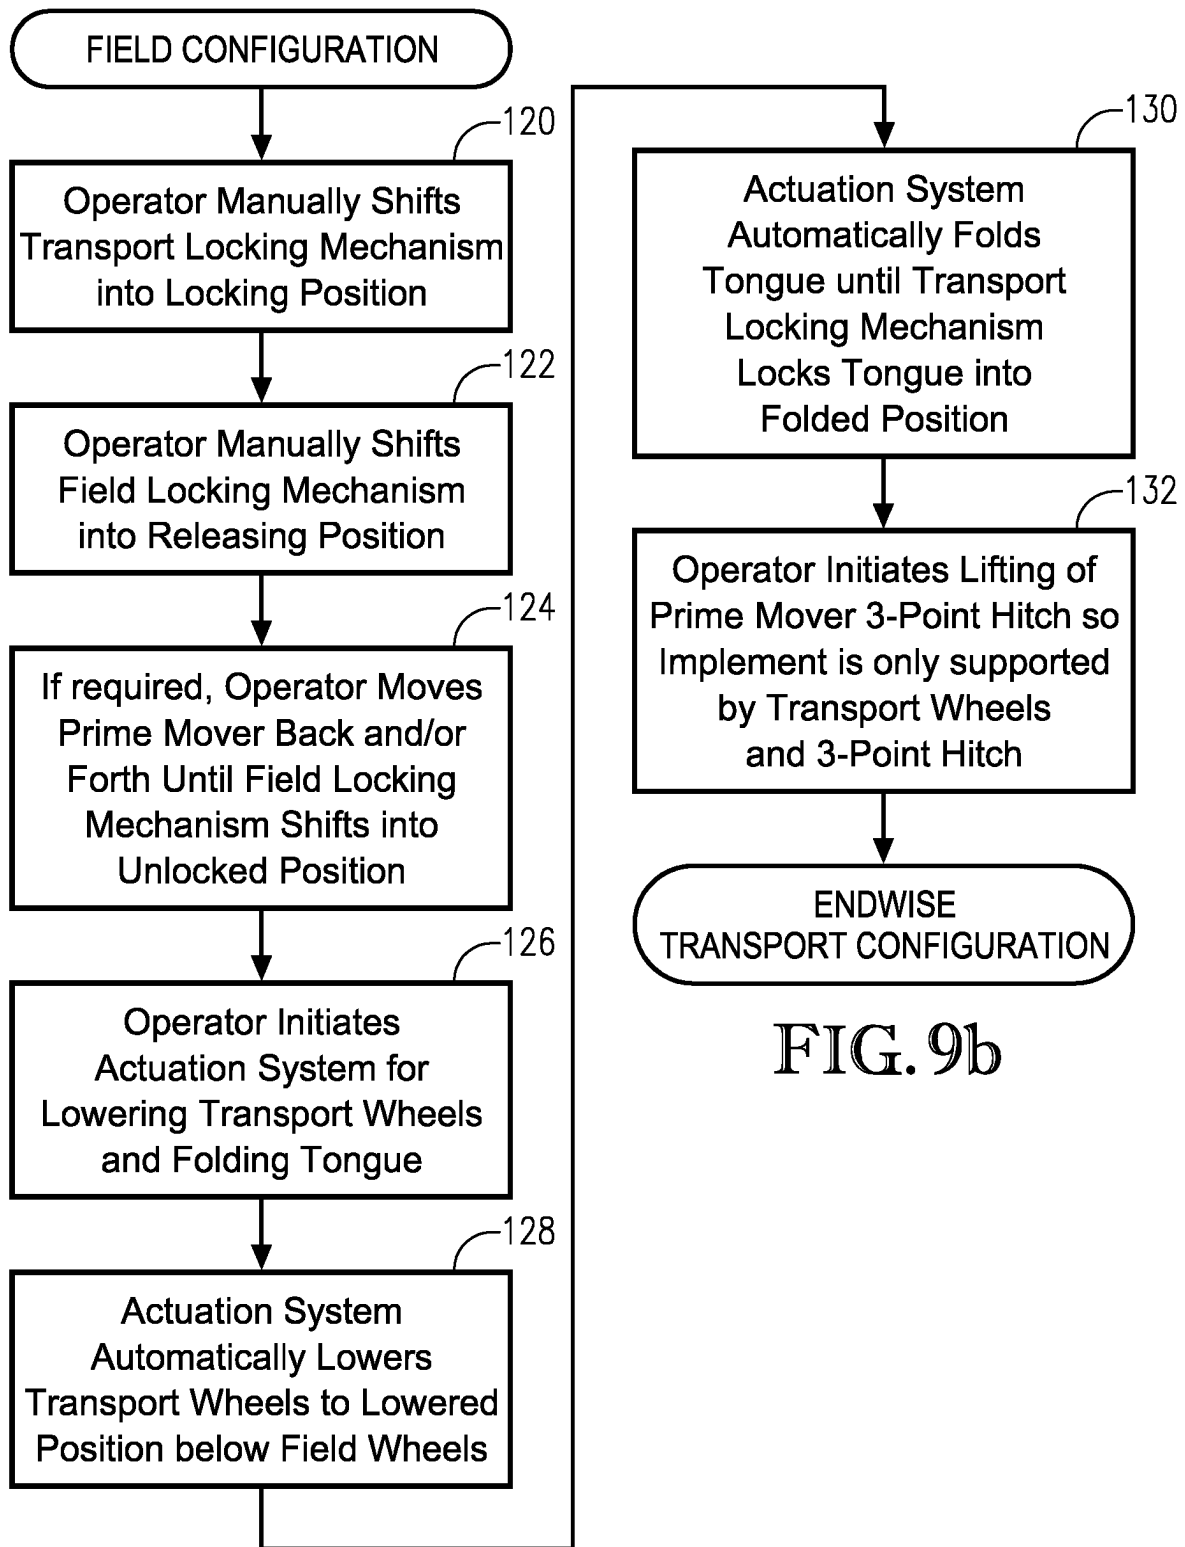 FIELD CONFIGURATION
120
Operator Manually Shifts
Transport Locking Mechanism
into Locking Position
122
Operator Manually Shifts
Field Locking Mechanism
into Releasing Position
124
If required, Operator Moves
Prime Mover Back and/or
Forth Until Field Locking
Mechanism Shifts into
Unlocked Position
126
Operator Initiates
Actuation System for
Lowering Transport Wheels
and Folding Tongue
128
Actuation System
Automatically Lowers
Transport Wheels to Lowered
Position below Field Wheels
130
Actuation System
Automatically Folds
Tongue until Transport
Locking Mechanism
Locks Tongue into
Folded Position
132
Operator Initiates Lifting of
Prime Mover 3-Point Hitch so
Implement is only supported
by Transport Wheels
and 3-Point Hitch
ENDWISE
TRANSPORT CONFIGURATION
FIG. 9b